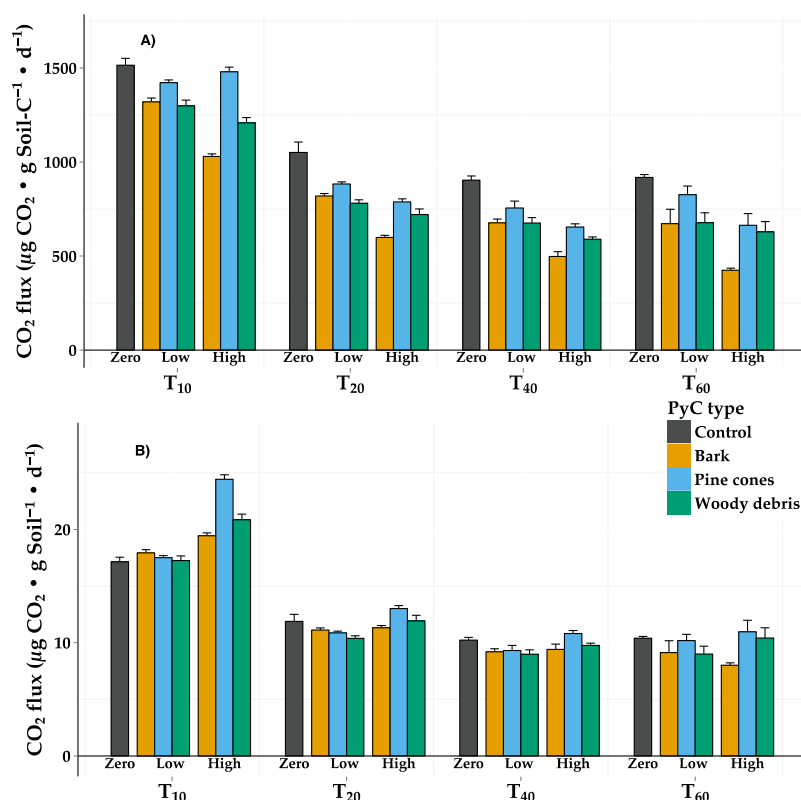 A)
CO₂ flux (μg CO₂ • g Soil-C⁻¹ • d⁻¹)
1500
1000
500
0
Zero Low High Zero Low High Zero Low High Zero Low High
T₁₀ T₂₀ T₄₀ T₆₀
PyC type
Control
Bark
Pine cones
Woody debris
B)
CO₂ flux (μg CO₂ • g Soil⁻¹ • d⁻¹)
20
10
0
Zero Low High Zero Low High Zero Low High Zero Low High
T₁₀ T₂₀ T₄₀ T₆₀